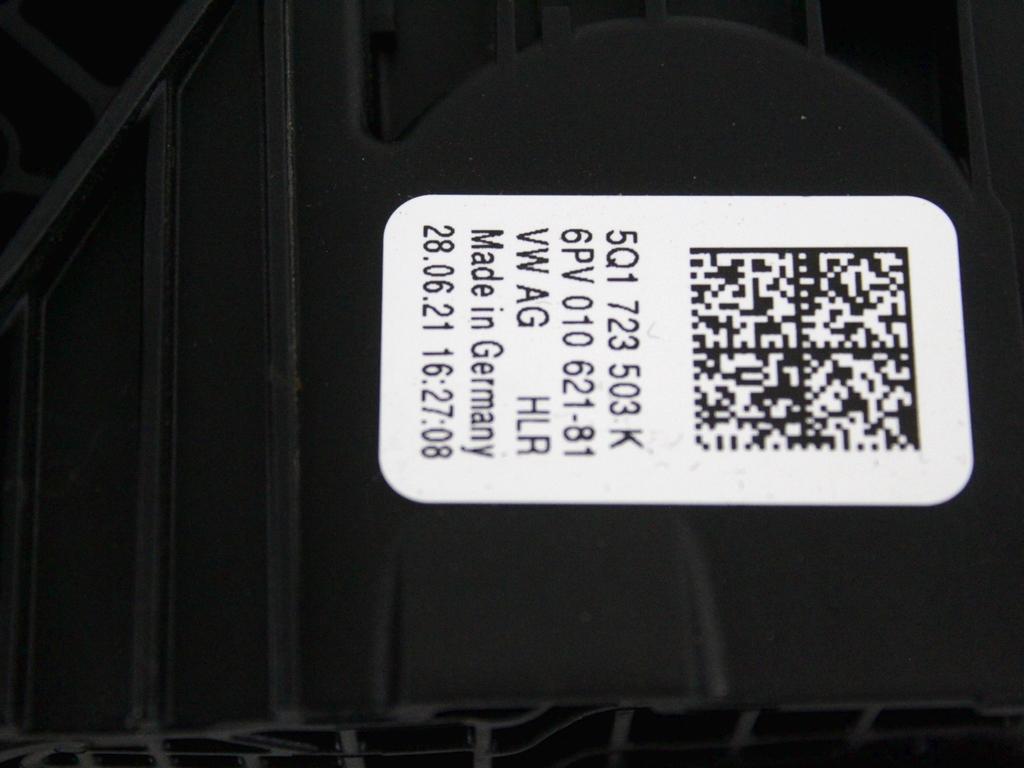 5Q1 723 503 K
6PV 010 621-81
VW AG HLR
Made in Germany
28.06.21 16:27:08